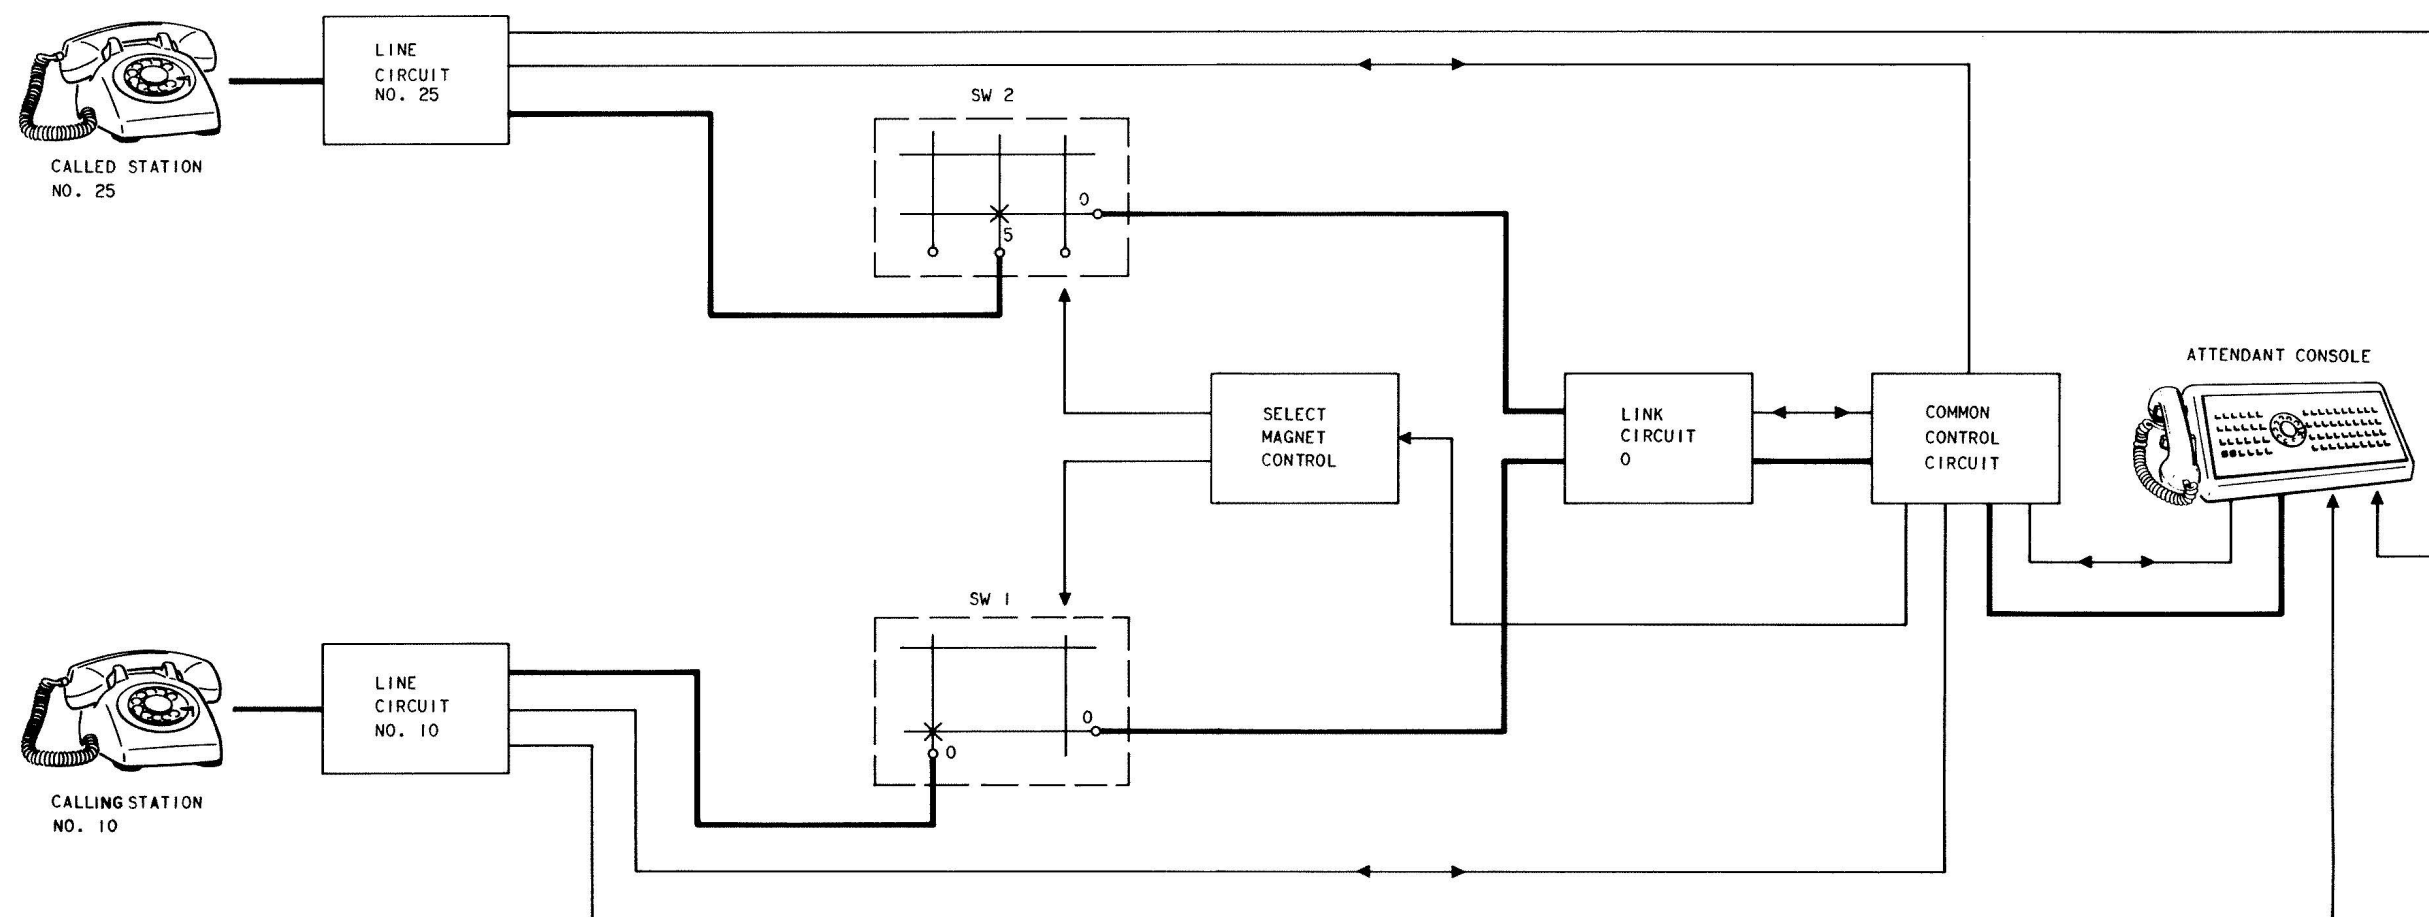 LINE
CIRCUIT
NO. 25
CALLED STATION
NO. 25
SW 2
0
5
SELECT
MAGNET
CONTROL
LINK
CIRCUIT
0
COMMON
CONTROL
CIRCUIT
ATTENDANT CONSOLE
SW 1
0
0
LINE
CIRCUIT
NO. 10
CALLING STATION
NO. 10